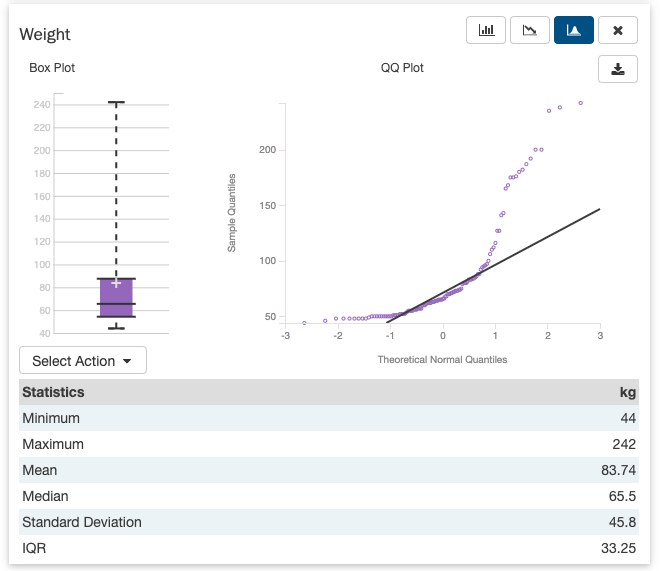 Weight
Box Plot
QQ Plot
240
220
200
180
160
140
120
100
80
60
40
Sample Quantiles
200
150
100
50
-3 -2 -1 0 1 2 3
Theoretical Normal Quantiles
Select Action
Statistics kg
Minimum 44
Maximum 242
Mean 83.74
Median 65.5
Standard Deviation 45.8
IQR 33.25